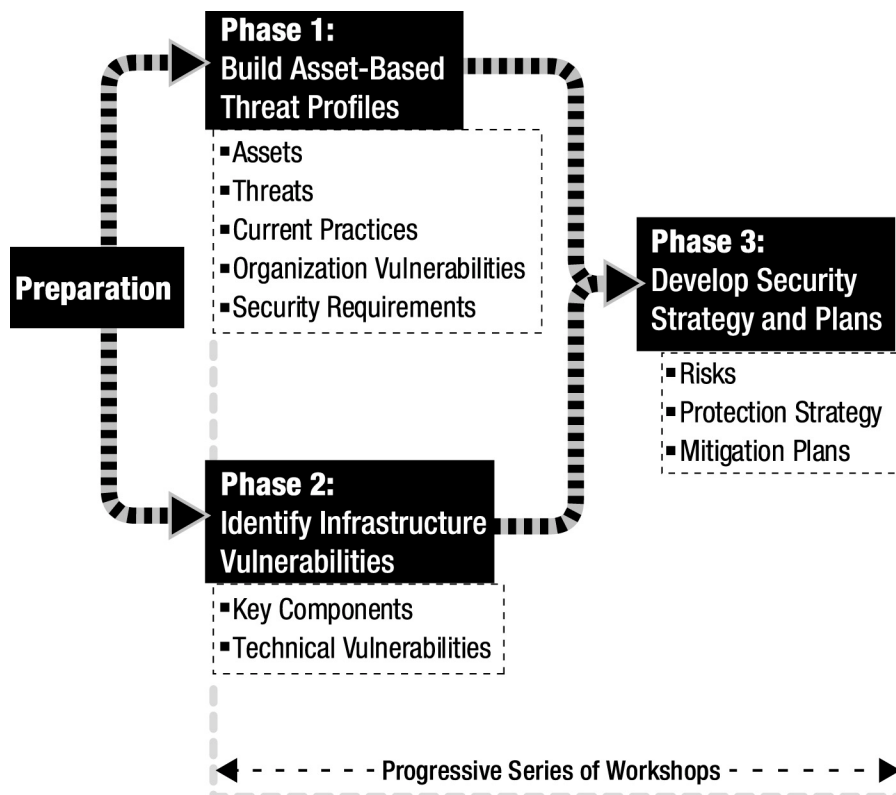 Phase 1:
Build Asset-Based
Threat Profiles
▪Assets
▪Threats
▪Current Practices
▪Organization Vulnerabilities
▪Security Requirements
Preparation
Phase 2:
Identify Infrastructure
Vulnerabilities
▪Key Components
▪Technical Vulnerabilities
Phase 3:
Develop Security
Strategy and Plans
▪Risks
▪Protection Strategy
▪Mitigation Plans
Progressive Series of Workshops